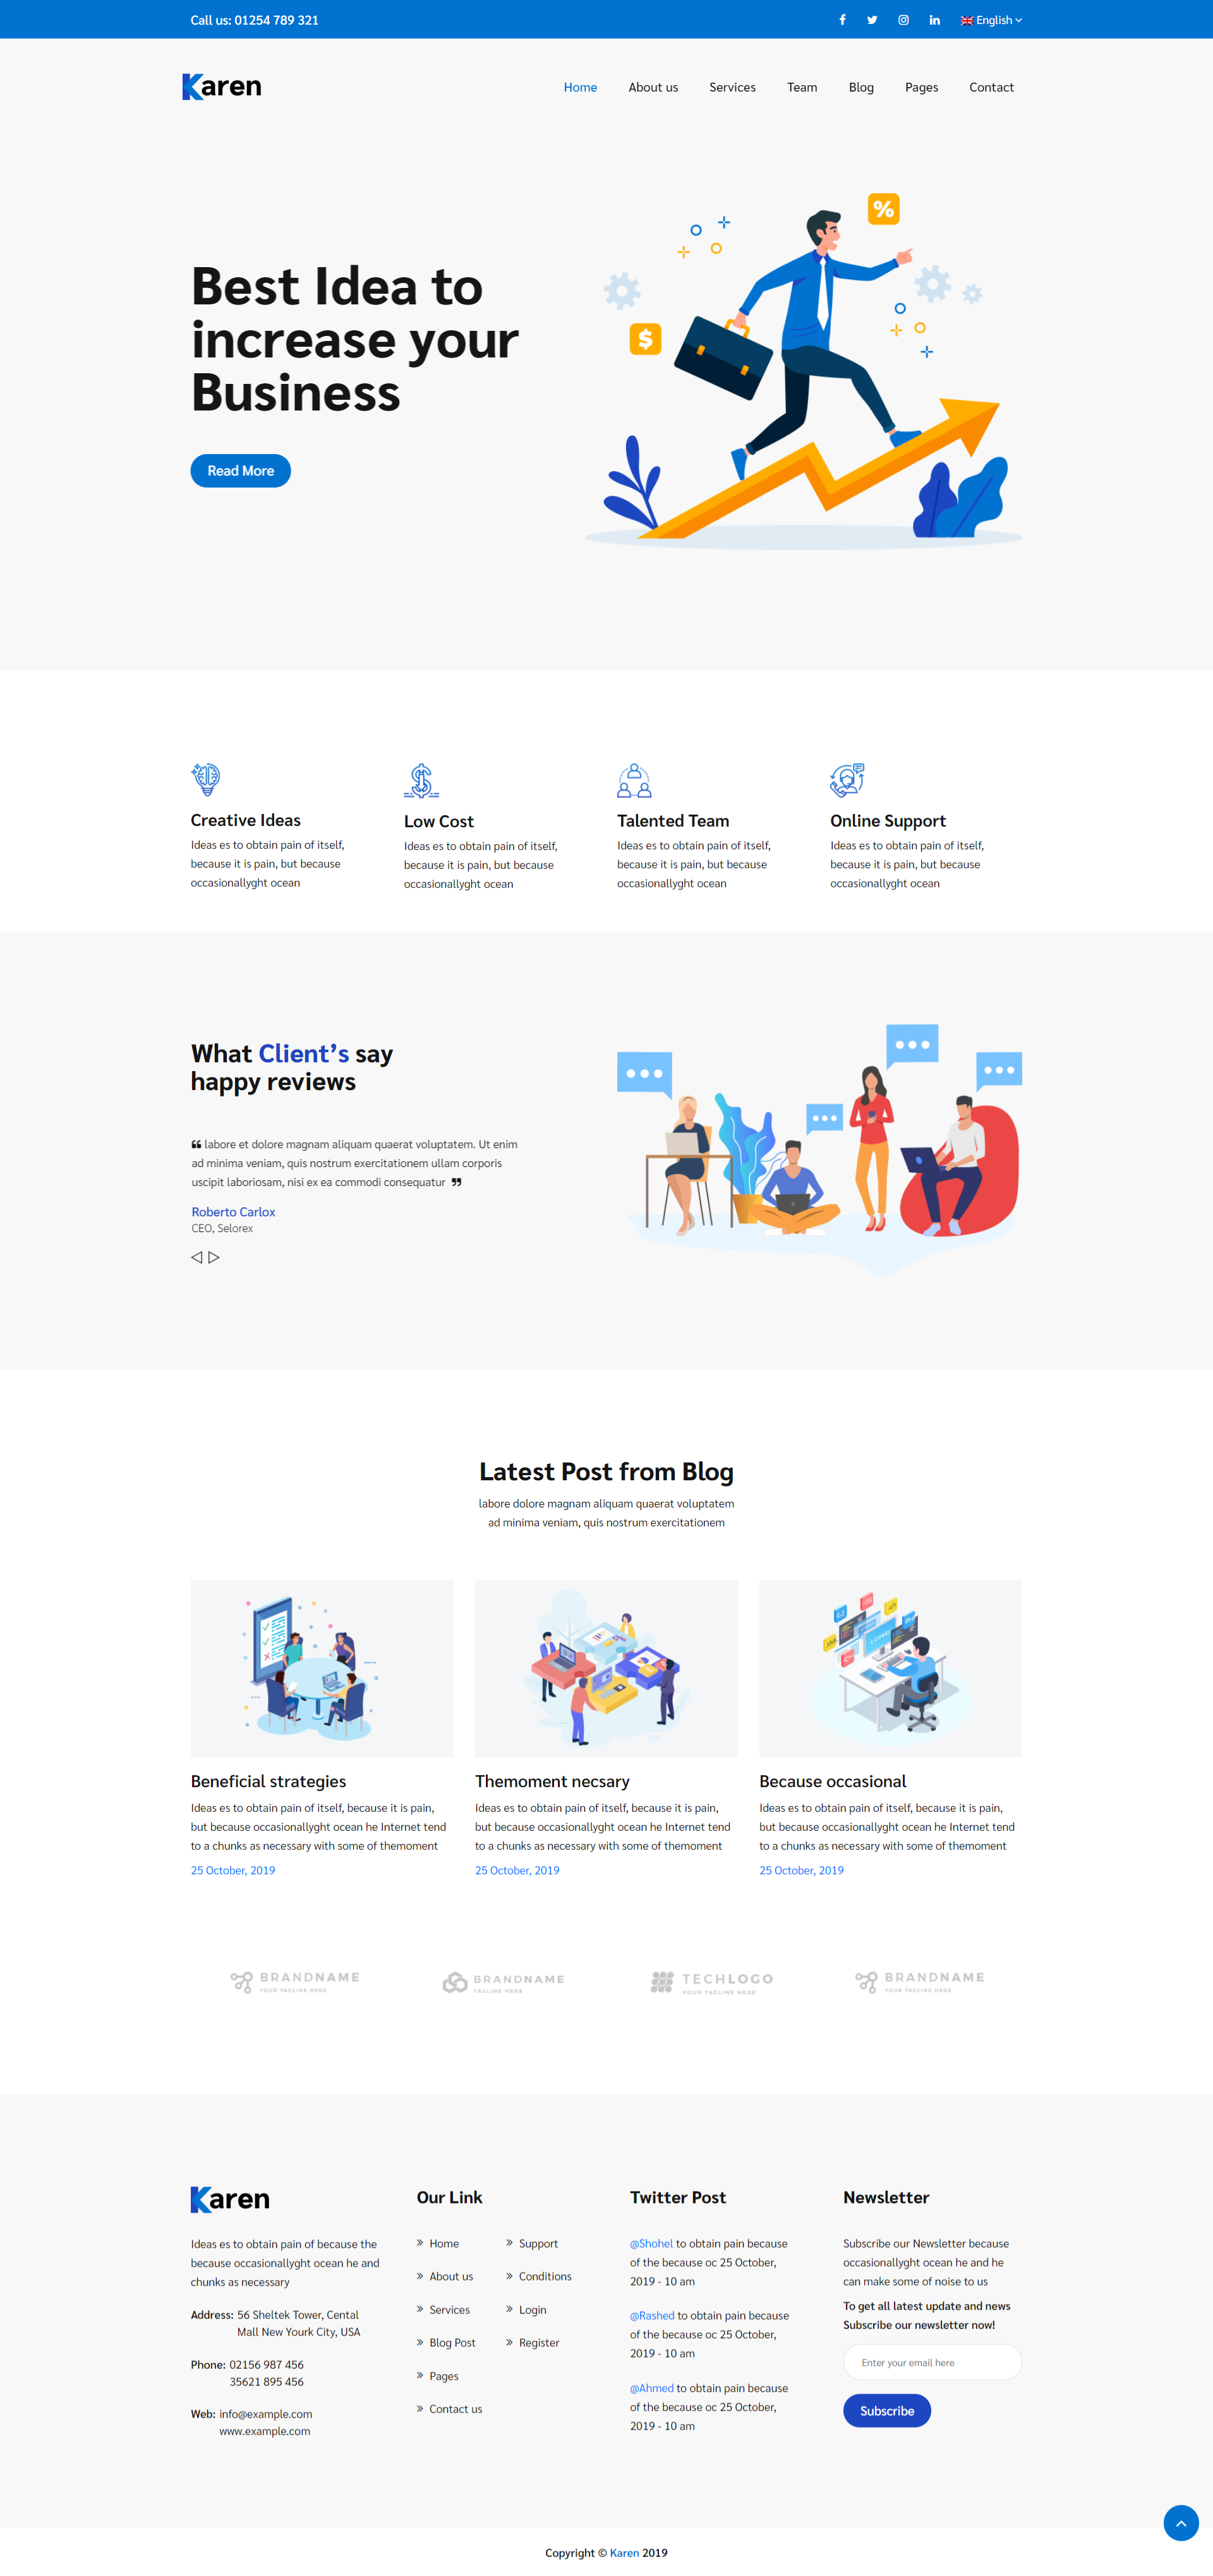 Call us: 01254 789 321
English
Karen
Home
About us
Services
Team
Blog
Pages
Contact
%
Best Idea to
increase your
Business
$
Read More
Creative Ideas
Ideas es to obtain pain of itself,
because it is pain, but because
occasionallyght ocean
Low Cost
Ideas es to obtain pain of itself,
because it is pain, but because
occasionallyght ocean
Talented Team
Ideas es to obtain pain of itself,
because it is pain, but because
occasionallyght ocean
Online Support
Ideas es to obtain pain of itself,
because it is pain, but because
occasionallyght ocean
What Client’s say
happy reviews
❝ labore et dolore magnam aliquam quaerat voluptatem. Ut enim
ad minima veniam, quis nostrum exercitationem ullam corporis
uscipit laboriosam, nisi ex ea commodi consequatur ❞
Roberto Carlox
CEO, Selorex
Latest Post from Blog
labore dolore magnam aliquam quaerat voluptatem
ad minima veniam, quis nostrum exercitationem
Beneficial strategies
Ideas es to obtain pain of itself, because it is pain,
but because occasionallyght ocean he Internet tend
to a chunks as necessary with some of themoment
25 October, 2019
Themoment necsary
Ideas es to obtain pain of itself, because it is pain,
but because occasionallyght ocean he Internet tend
to a chunks as necessary with some of themoment
25 October, 2019
Because occasional
Ideas es to obtain pain of itself, because it is pain,
but because occasionallyght ocean he Internet tend
to a chunks as necessary with some of themoment
25 October, 2019
BRANDNAME
YOUR TAGLINE HERE
BRANDNAME
TAGLINE HERE
TECHLOGO
YOUR TAGLINE HERE
BRANDNAME
YOUR TAGLINE HERE
Karen
Ideas es to obtain pain of because the
because occasionallyght ocean he and
chunks as necessary
Address: 56 Sheltek Tower, Cental
Mall New Yourk City, USA
Phone: 02156 987 456
35621 895 456
Web: info@example.com
www.example.com
Our Link
» Home
» About us
» Services
» Blog Post
» Pages
» Contact us
» Support
» Conditions
» Login
» Register
Twitter Post
@Shohel to obtain pain because
of the because oc 25 October,
2019 - 10 am
@Rashed to obtain pain because
of the because oc 25 October,
2019 - 10 am
@Ahmed to obtain pain because
of the because oc 25 October,
2019 - 10 am
Newsletter
Subscribe our Newsletter because
occasionallyght ocean he and he
can make some of noise to us
To get all latest update and news
Subscribe our newsletter now!
Enter your email here
Subscribe
Copyright © Karen 2019